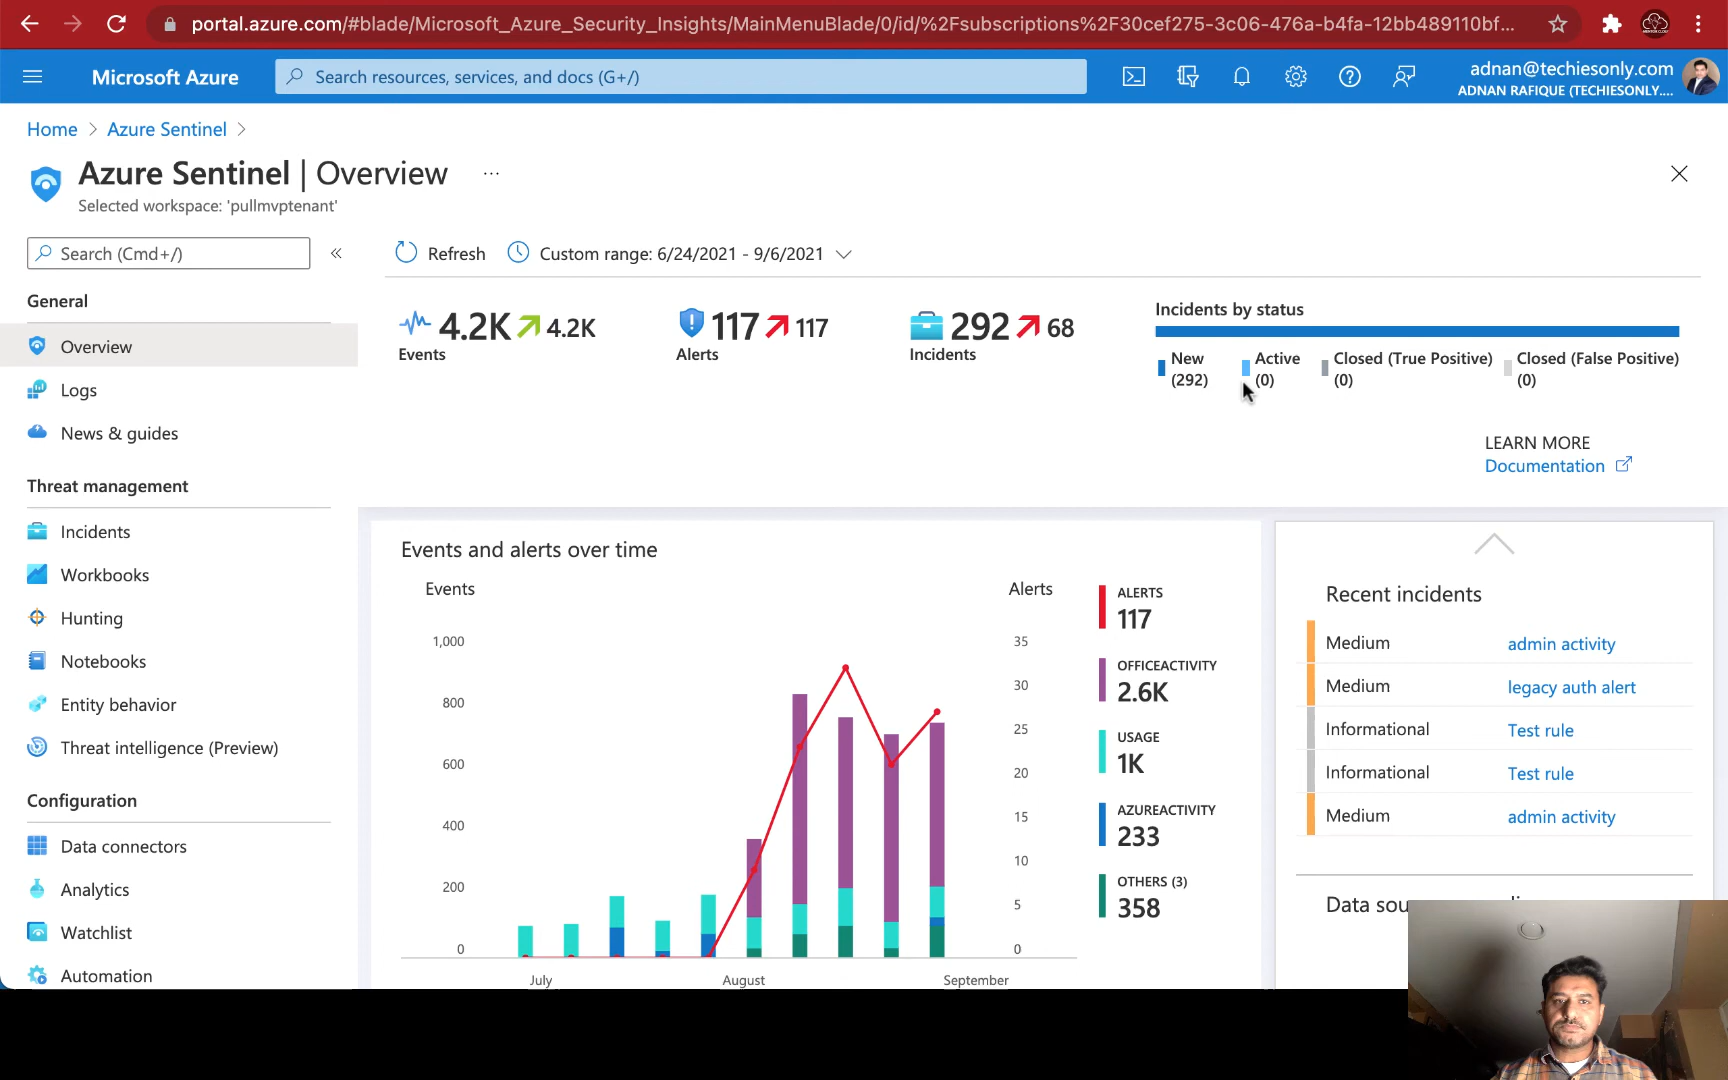 portal.azure.com/#blade/Microsoft_Azure_Security_Insights/MainMenuBlade/0/id/%2Fsubscriptions%2F30cef275-3c06-476a-b4fa-12bb489110bf...
Microsoft Azure
Search resources, services, and docs (G+/)
adnan@techiesonly.com
ADNAN RAFIQUE (TECHIESONLY....
Home > Azure Sentinel >
Azure Sentinel | Overview ...
Selected workspace: 'pullmvptenant'
Search (Cmd+/) «
Refresh
Custom range: 6/24/2021 - 9/6/2021
General
Overview
Logs
News & guides
Threat management
Incidents
Workbooks
Hunting
Notebooks
Entity behavior
Threat intelligence (Preview)
Configuration
Data connectors
Analytics
Watchlist
Automation
4.2K 4.2K
Events
117 117
Alerts
292 68
Incidents
Incidents by status
New (292)
Active (0)
Closed (True Positive) (0)
Closed (False Positive) (0)
LEARN MORE
Documentation
Events and alerts over time
Events
Alerts
1,000
800
600
400
200
0
35
30
25
20
15
10
5
0
July
August
September
ALERTS
117
OFFICEACTIVITY
2.6K
USAGE
1K
AZUREACTIVITY
233
OTHERS (3)
358
Recent incidents
Medium admin activity
Medium legacy auth alert
Informational Test rule
Informational Test rule
Medium admin activity
Data